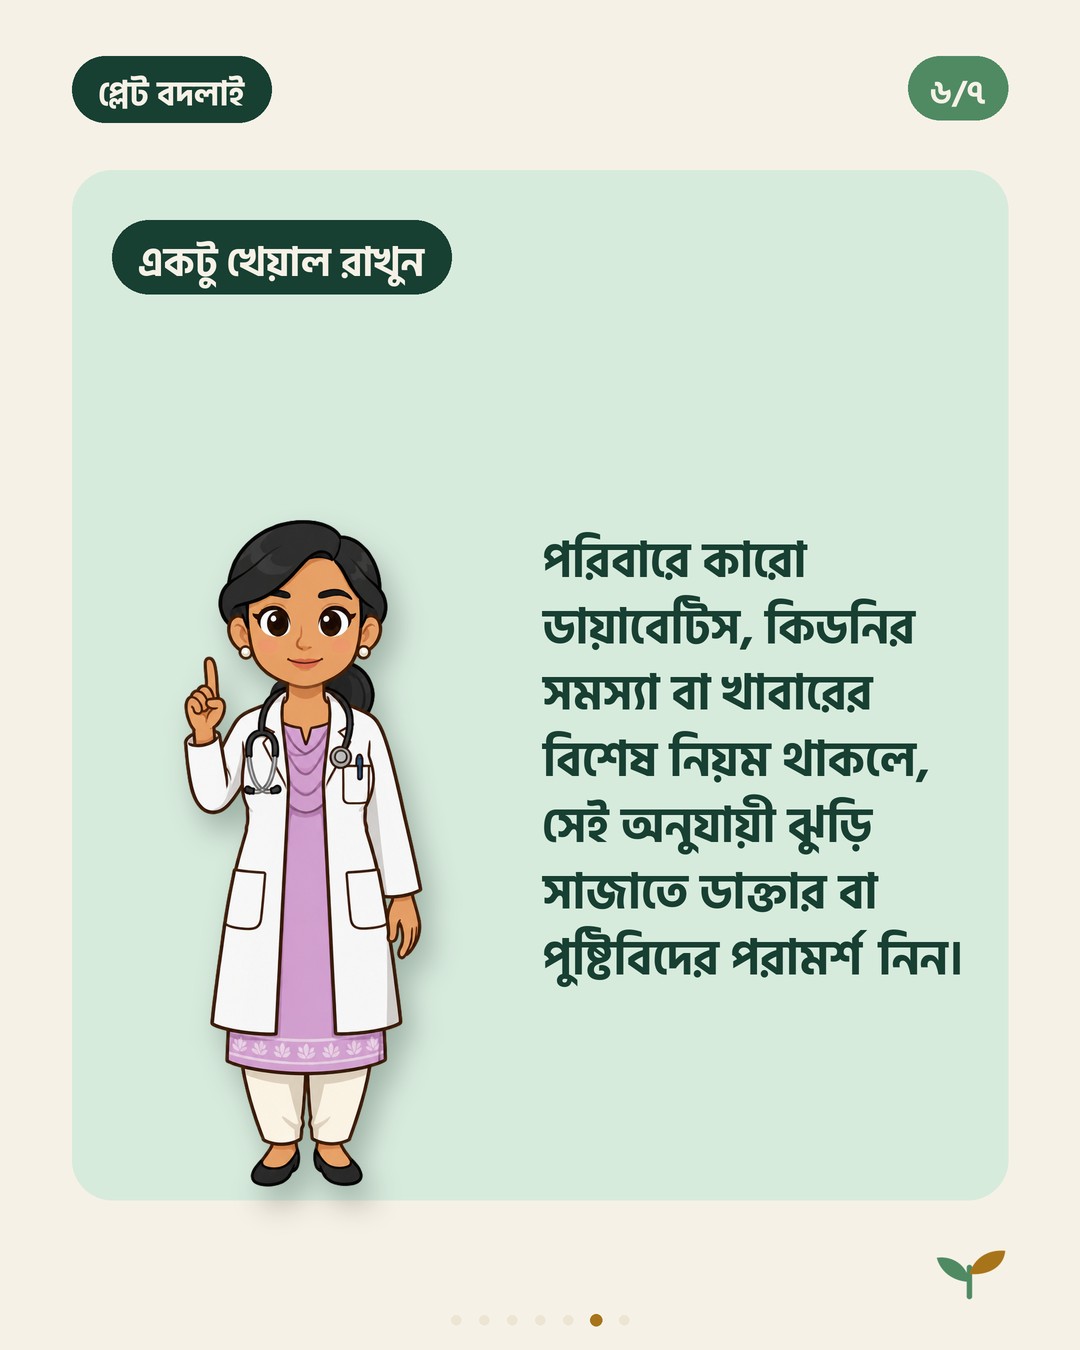 প্লেট বদলাই
৬/৭
একটু খেয়াল রাখুন
পরিবারে কারো
ডায়াবেটিস, কিডনির
সমস্যা বা খাবারের
বিশেষ নিয়ম থাকলে,
সেই অনুযায়ী ঝুড়ি
সাজাতে ডাক্তার বা
পুষ্টিবিদের পরামর্শ নিন।